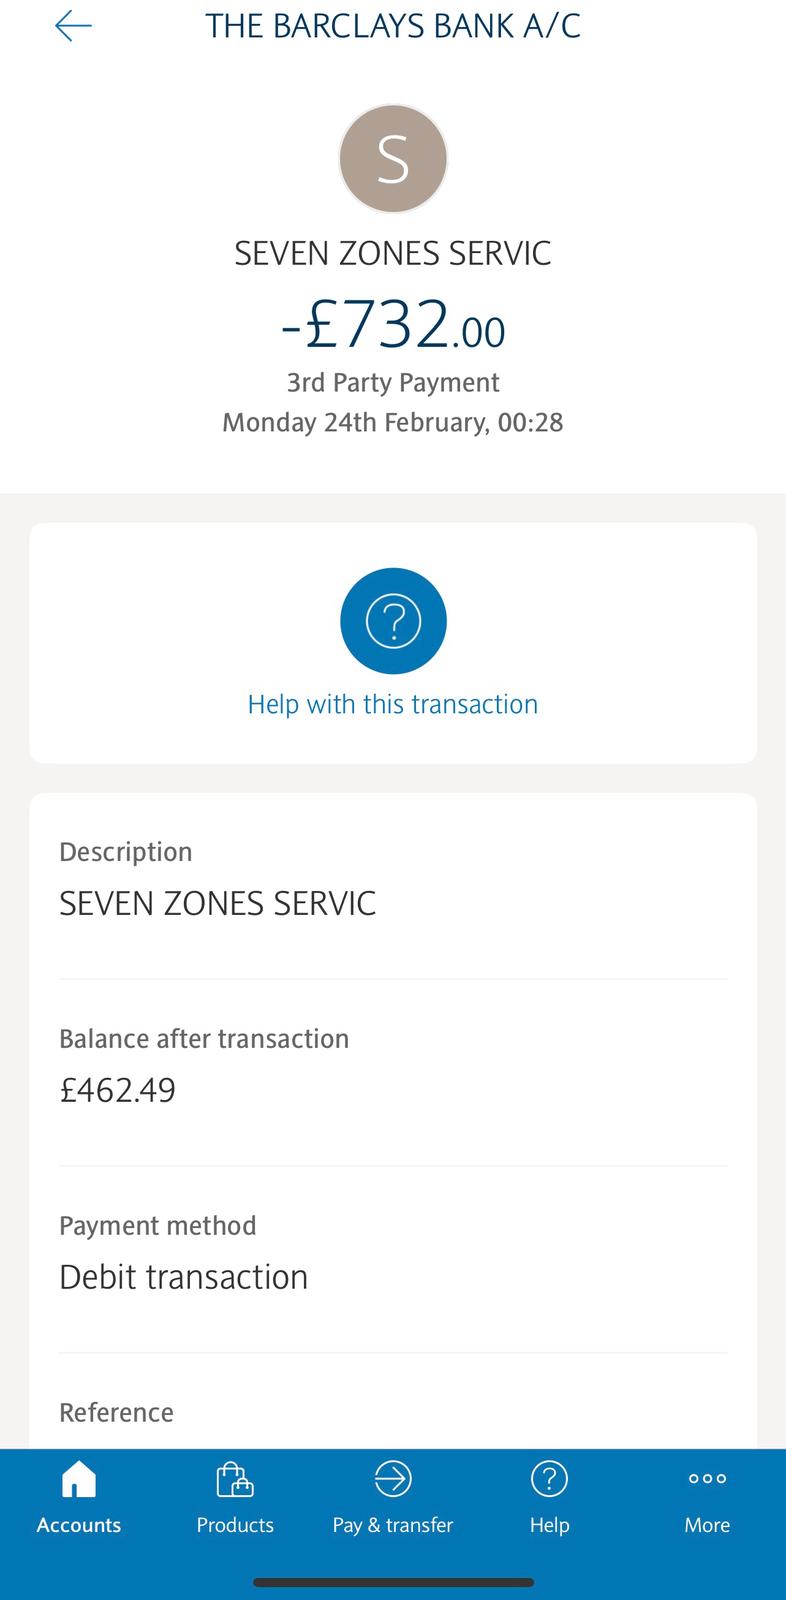 THE BARCLAYS BANK A/C
S
SEVEN ZONES SERVIC
-£732.00
3rd Party Payment
Monday 24th February, 00:28
?
Help with this transaction
Description
SEVEN ZONES SERVIC
Balance after transaction
£462.49
Payment method
Debit transaction
Reference
?
Accounts Products Pay & transfer Help More